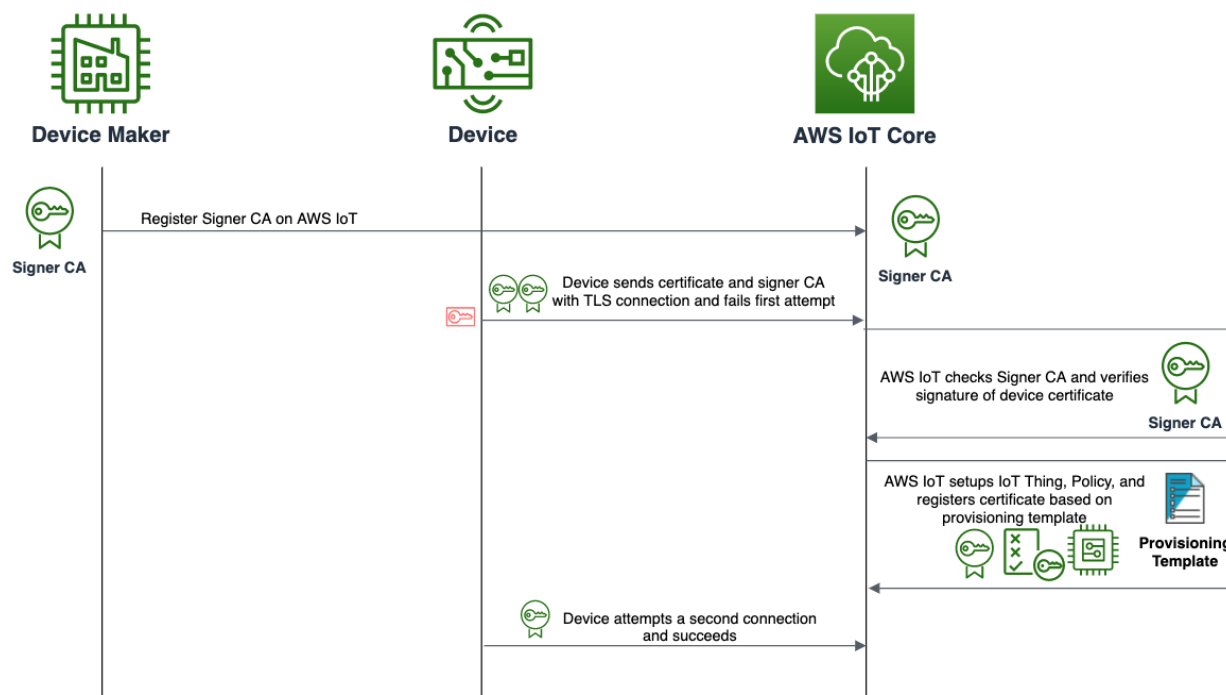 Device Maker
Device
AWS IoT Core
Register Signer CA on AWS IoT
Signer CA
Signer CA
Device sends certificate and signer CA
with TLS connection and fails first attempt
AWS IoT checks Signer CA and verifies
signature of device certificate
Signer CA
AWS IoT setups IoT Thing, Policy, and
registers certificate based on
provisioning template
Provisioning
Template
Device attempts a second connection
and succeeds